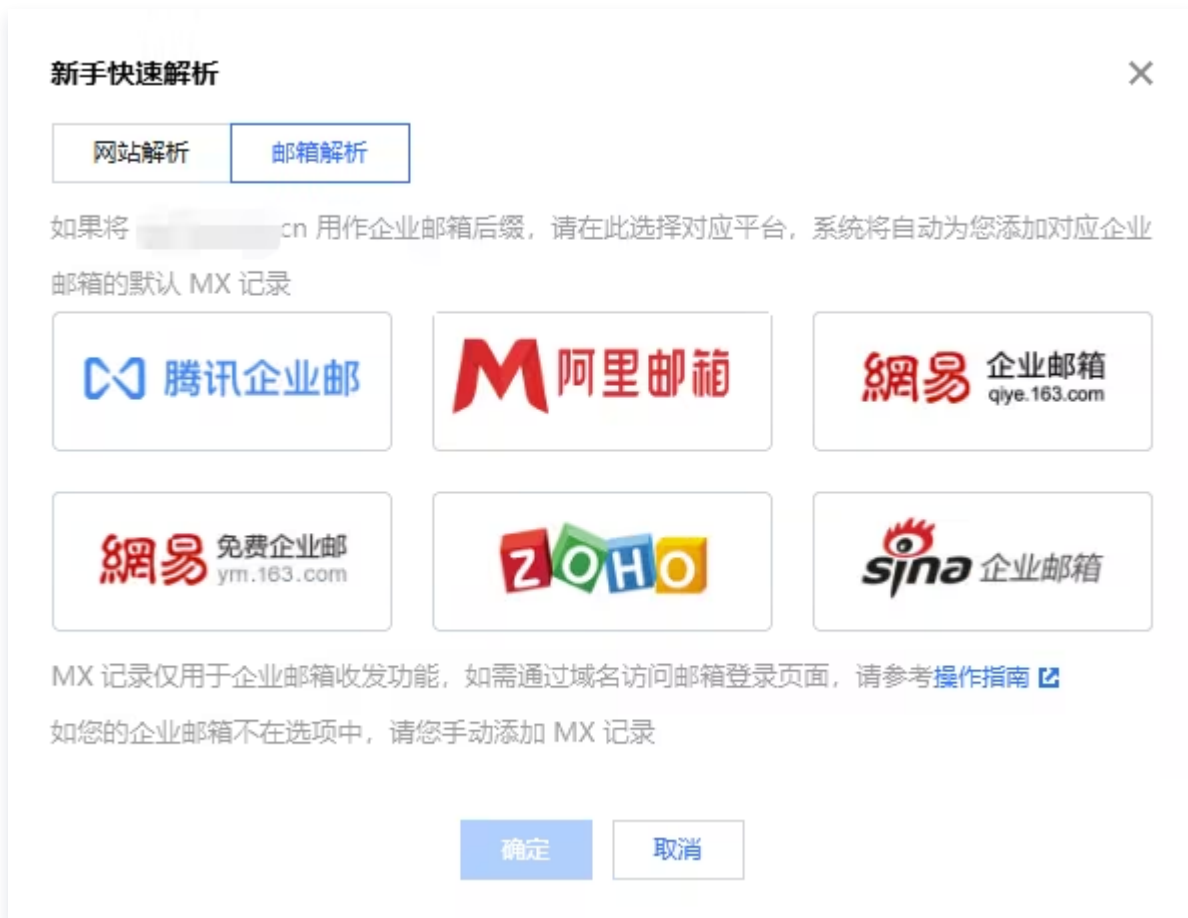 新手快速解析
网站解析
邮箱解析
如果将 cn 用作企业邮箱后缀，请在此选择对应平台，系统将自动为您添加对应企业
邮箱的默认 MX 记录
腾讯企业邮
阿里邮箱
網易 企业邮箱
qiye.163.com
網易 免费企业邮
ym.163.com
ZOHO
sina 企业邮箱
MX 记录仅用于企业邮箱收发功能，如需通过域名访问邮箱登录页面，请参考操作指南
如您的企业邮箱不在选项中，请您手动添加 MX 记录
确定
取消